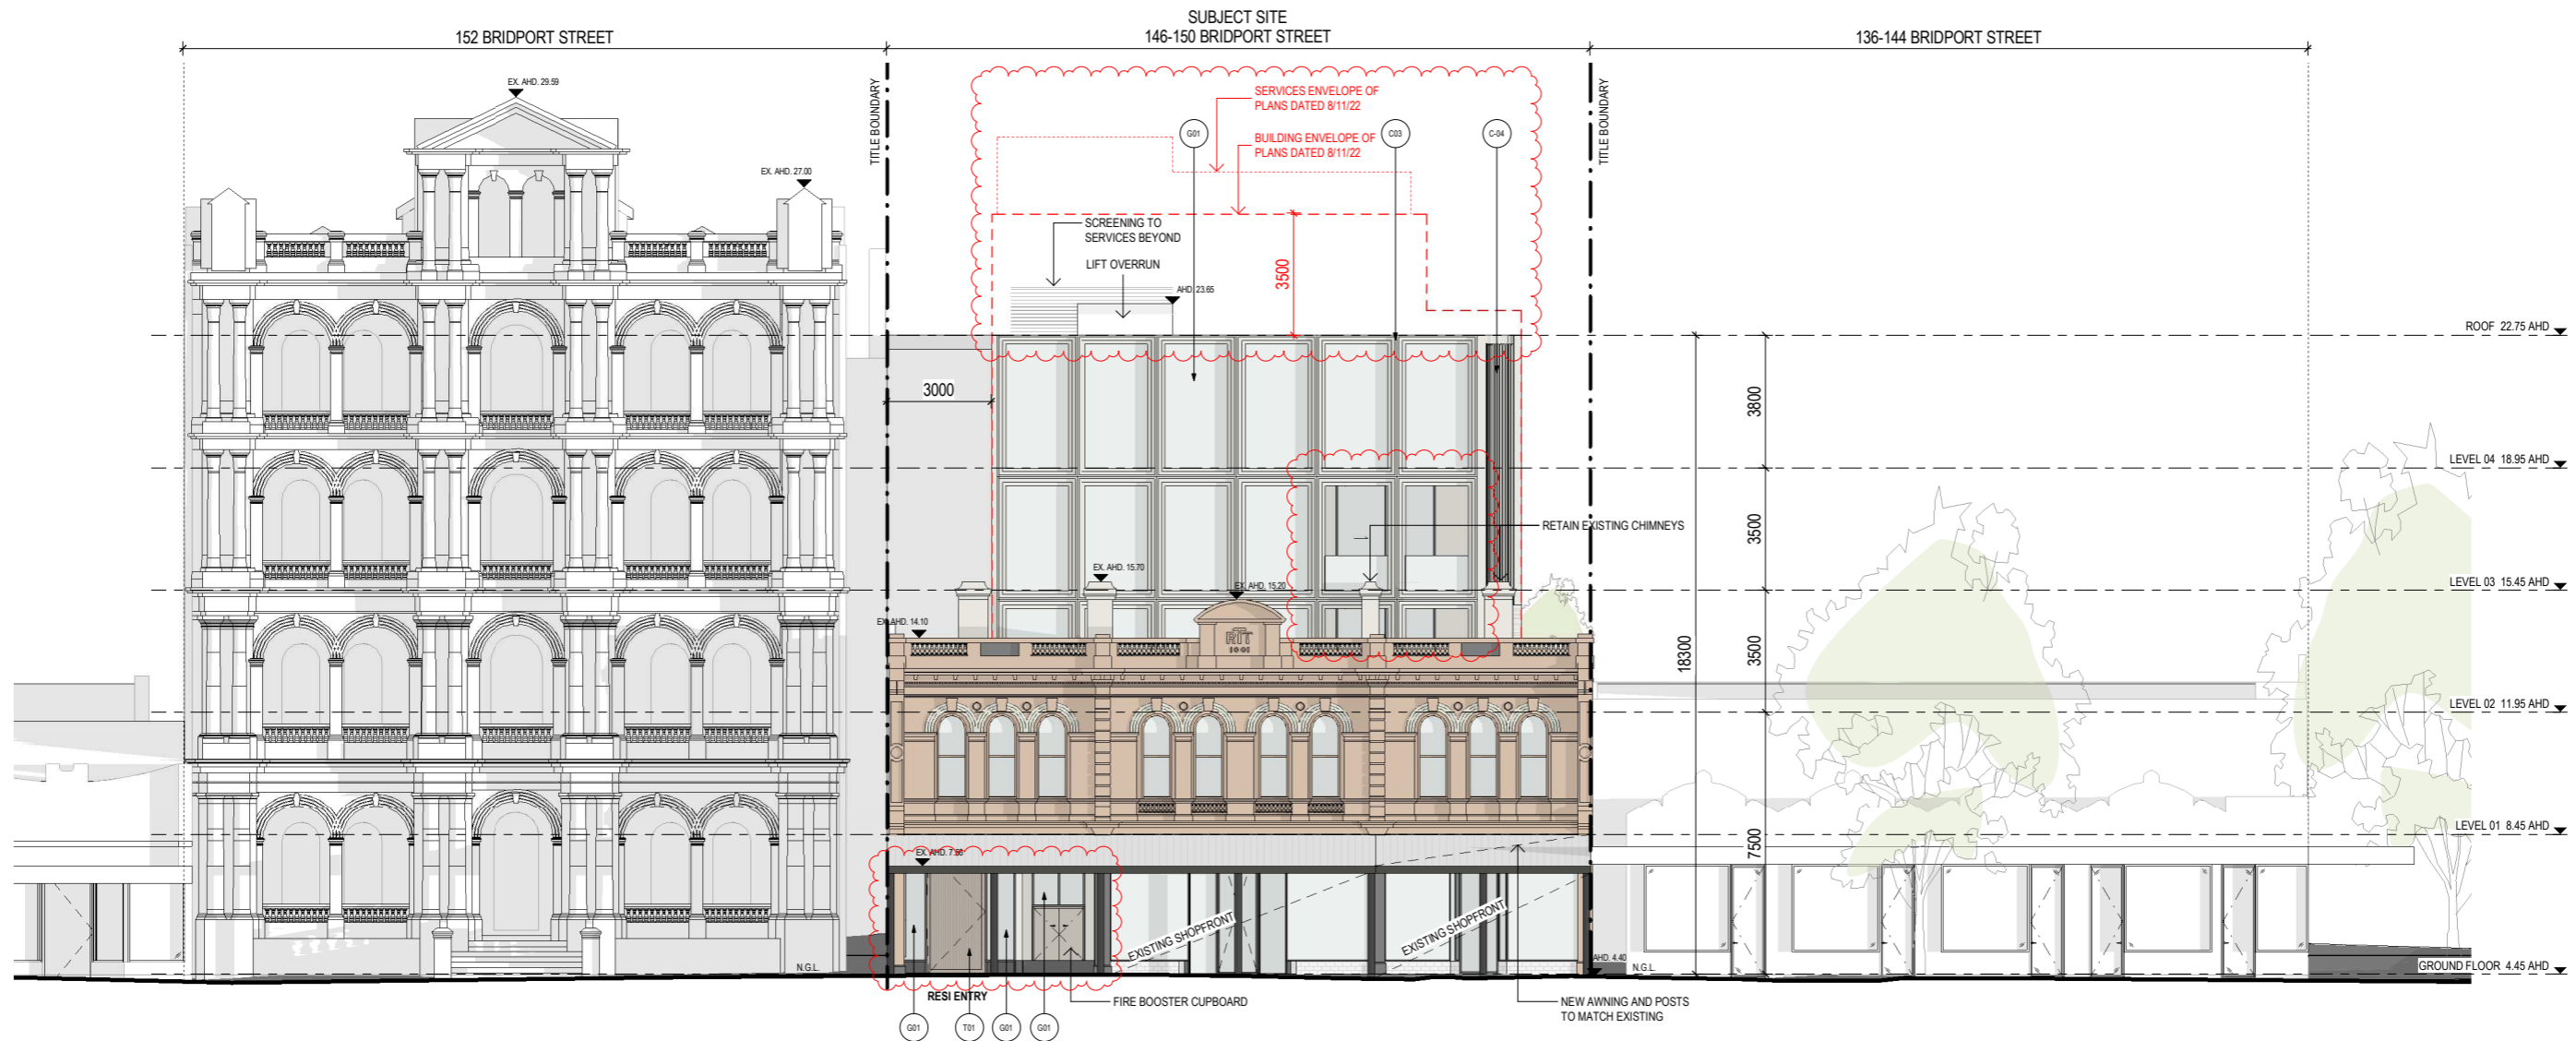 152 BRIDPORT STREET
SUBJECT SITE
146-150 BRIDPORT STREET
136-144 BRIDPORT STREET
EX. AHD. 29.59
EX. AHD. 27.00
TITLE BOUNDARY
TITLE BOUNDARY
SERVICES ENVELOPE OF
PLANS DATED 8/11/22
BUILDING ENVELOPE OF
PLANS DATED 8/11/22
G01
C03
C-04
SCREENING TO
SERVICES BEYOND
LIFT OVERRUN
AHD. 23.65
3500
3000
ROOF 22.75 AHD
3800
LEVEL 04 18.95 AHD
3500
RETAIN EXISTING CHIMNEYS
LEVEL 03 15.45 AHD
EX. AHD. 15.70
EX. AHD. 15.20
EX. AHD. 14.10
RTT
18300
3500
LEVEL 02 11.95 AHD
LEVEL 01 8.45 AHD
7500
EX. AHD. 7.56
EXISTING SHOPFRONT
EXISTING SHOPFRONT
N.G.L.
AHD. 4.40
N.G.L.
GROUND FLOOR 4.45 AHD
RESI ENTRY
FIRE BOOSTER CUPBOARD
NEW AWNING AND POSTS
TO MATCH EXISTING
G01
T01
G01
G01